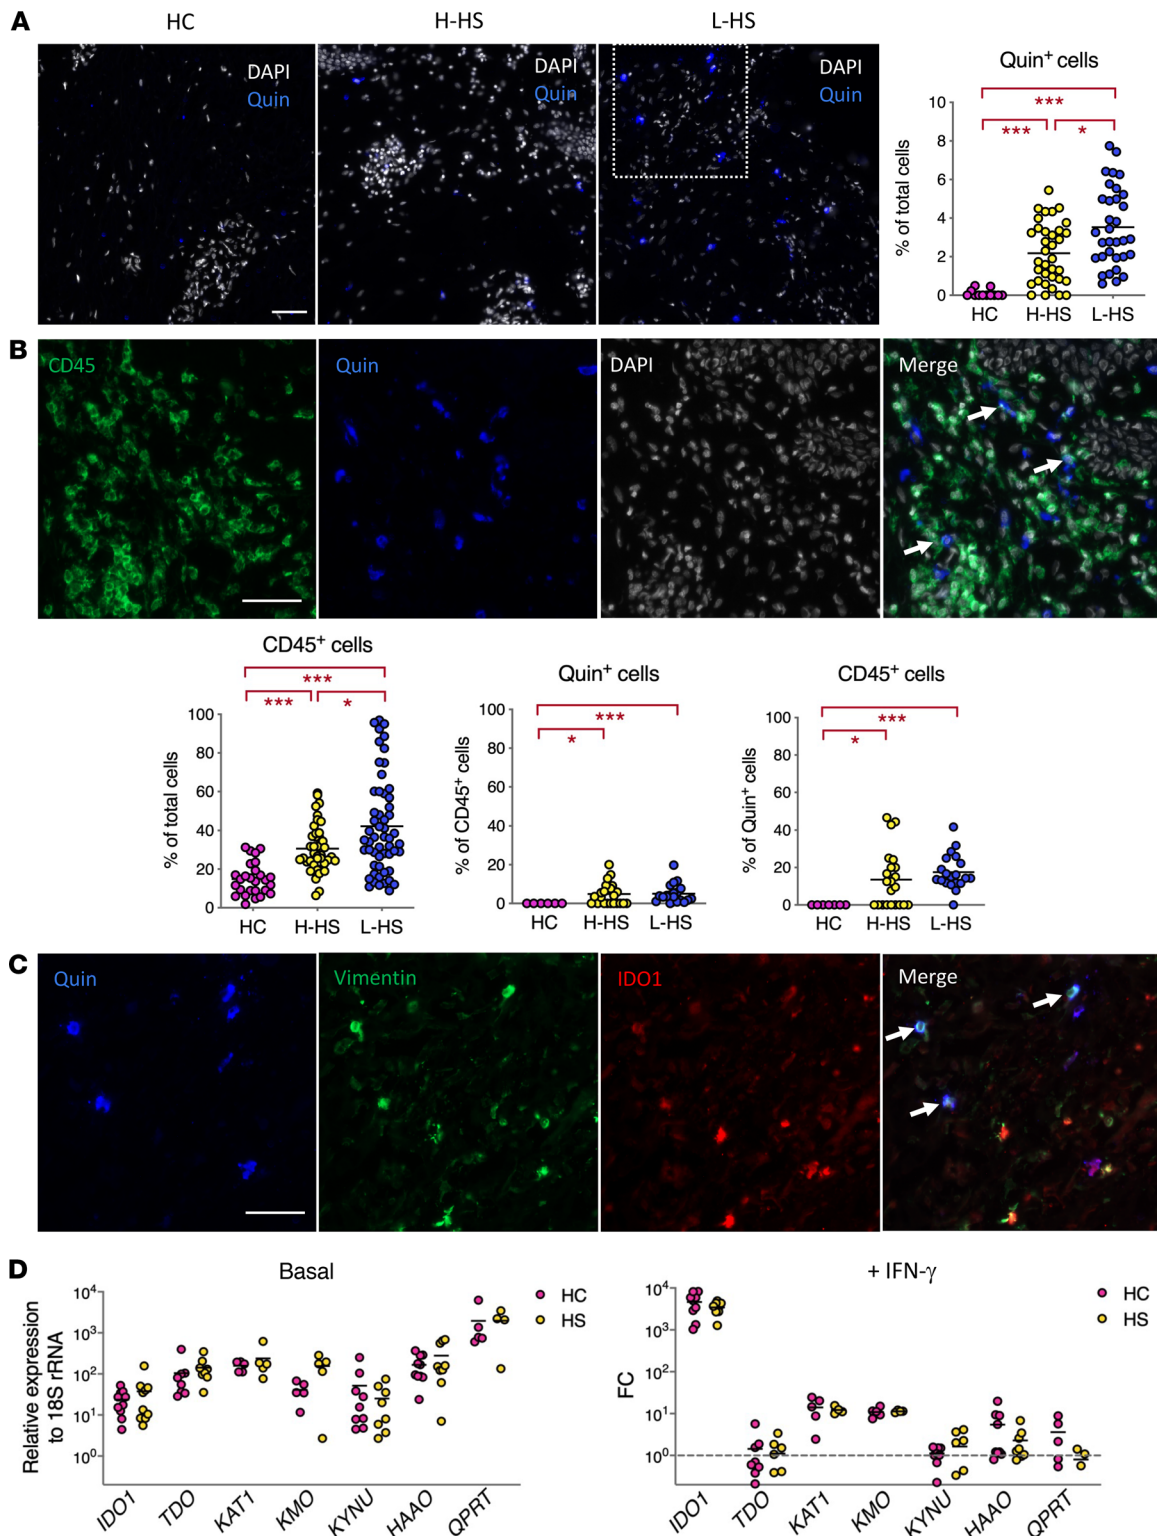 A
HC
H-HS
L-HS
DAPI
Quin
DAPI
Quin
DAPI
Quin
Quin+ cells
***
***
*
% of total cells
10
8
6
4
2
0
HC
H-HS
L-HS
B
CD45
Quin
DAPI
Merge
CD45+ cells
***
***
*
% of total cells
100
80
60
40
20
0
HC
H-HS
L-HS
Quin+ cells
***
*
% of CD45+ cells
100
80
60
40
20
0
HC
H-HS
L-HS
CD45+ cells
***
*
% of Quin+ cells
100
80
60
40
20
0
HC
H-HS
L-HS
C
Quin
Vimentin
IDO1
Merge
D
Basal
Relative expression
to 18S rRNA
10⁴
10³
10²
10¹
10⁰
IDO1
TDO
KAT1
KMO
KYNU
HAAO
QPRT
HC
HS
+ IFN-γ
FC
10⁴
10³
10²
10¹
10⁰
IDO1
TDO
KAT1
KMO
KYNU
HAAO
QPRT
HC
HS